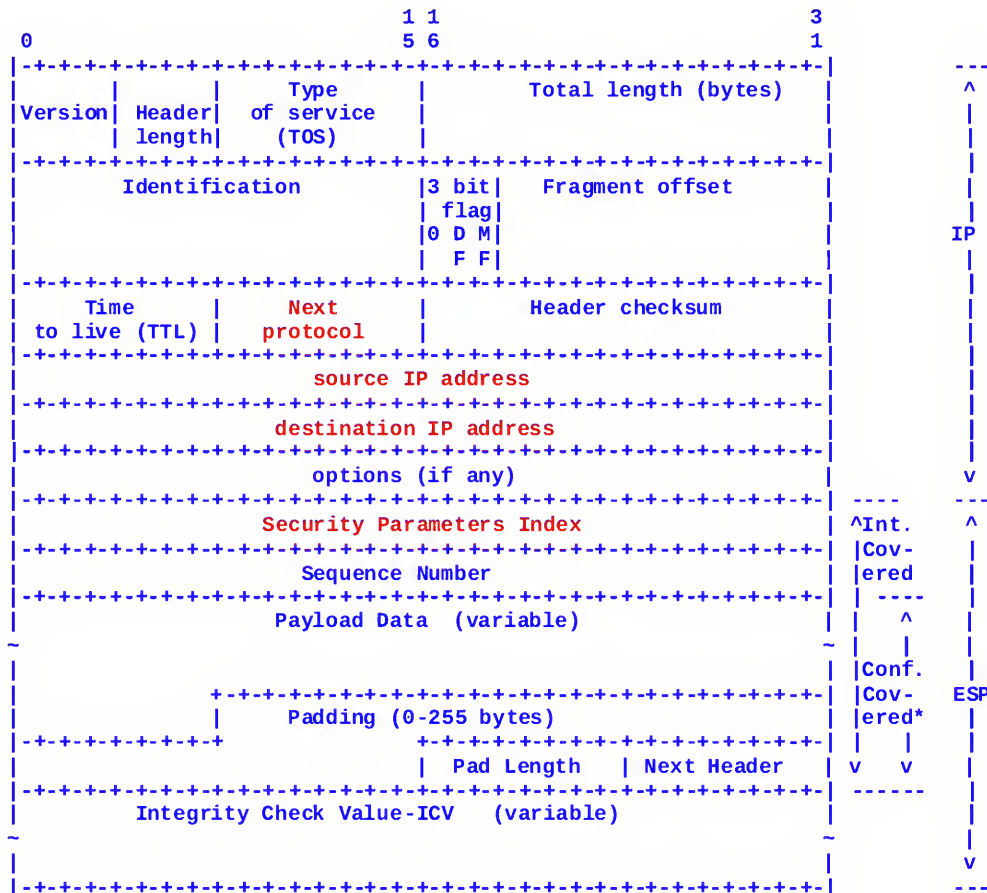 1 1                              3
 0                             5 6                              1
|-+-+-+-+-+-+-+-+-+-+-+-+-+-+-+-+-+-+-+-+-+-+-+-+-+-+-+-+-+-+-+-|         ---
|       |       |     Type      |        Total length (bytes)   |          ^
|Version| Header|  of service   |                               |          |
|       | length|    (TOS)      |                               |          |
|-+-+-+-+-+-+-+-+-+-+-+-+-+-+-+-+-+-+-+-+-+-+-+-+-+-+-+-+-+-+-+-|          |
|        Identification         |3 bit|   Fragment offset       |          |
|                               | flag|                         |          |
|                               |0 D M|                         |         IP
|                               |  F F|                         |          |
|-+-+-+-+-+-+-+-+-+-+-+-+-+-+-+-+-+-+-+-+-+-+-+-+-+-+-+-+-+-+-+-|          |
|     Time      |     Next      |        Header checksum        |          |
| to live (TTL) |   protocol    |                               |          |
|-+-+-+-+-+-+-+-+-+-+-+-+-+-+-+-+-+-+-+-+-+-+-+-+-+-+-+-+-+-+-+-|          |
|                       source IP address                       |          |
|-+-+-+-+-+-+-+-+-+-+-+-+-+-+-+-+-+-+-+-+-+-+-+-+-+-+-+-+-+-+-+-|          |
|                    destination IP address                     |          |
|-+-+-+-+-+-+-+-+-+-+-+-+-+-+-+-+-+-+-+-+-+-+-+-+-+-+-+-+-+-+-+-|          |
|                       options (if any)                        |          v
|-+-+-+-+-+-+-+-+-+-+-+-+-+-+-+-+-+-+-+-+-+-+-+-+-+-+-+-+-+-+-+-| ----    ---
|                   Security Parameters Index                   | ^Int.    ^
|-+-+-+-+-+-+-+-+-+-+-+-+-+-+-+-+-+-+-+-+-+-+-+-+-+-+-+-+-+-+-+-| |Cov-    |
|                      Sequence Number                          | |ered    |
|-+-+-+-+-+-+-+-+-+-+-+-+-+-+-+-+-+-+-+-+-+-+-+-+-+-+-+-+-+-+-+-| | ----   |
|                    Payload Data  (variable)                   | |   ^    |
~                                                               ~ |   |    |
|                                                               | |Conf.   |
|               +-+-+-+-+-+-+-+-+-+-+-+-+-+-+-+-+-+-+-+-+-+-+-+-| |Cov-   ESP
|               |     Padding (0-255 bytes)                     | |ered*   |
|-+-+-+-+-+-+-+-+               +-+-+-+-+-+-+-+-+-+-+-+-+-+-+-+-| |   |    |
|                               |  Pad Length   | Next Header   | v   v    |
|-+-+-+-+-+-+-+-+-+-+-+-+-+-+-+-+-+-+-+-+-+-+-+-+-+-+-+-+-+-+-+-| ------   |
|         Integrity Check Value-ICV   (variable)                |          |
~                                                               ~          |
|                                                               |          v
|-+-+-+-+-+-+-+-+-+-+-+-+-+-+-+-+-+-+-+-+-+-+-+-+-+-+-+-+-+-+-+-|         ---